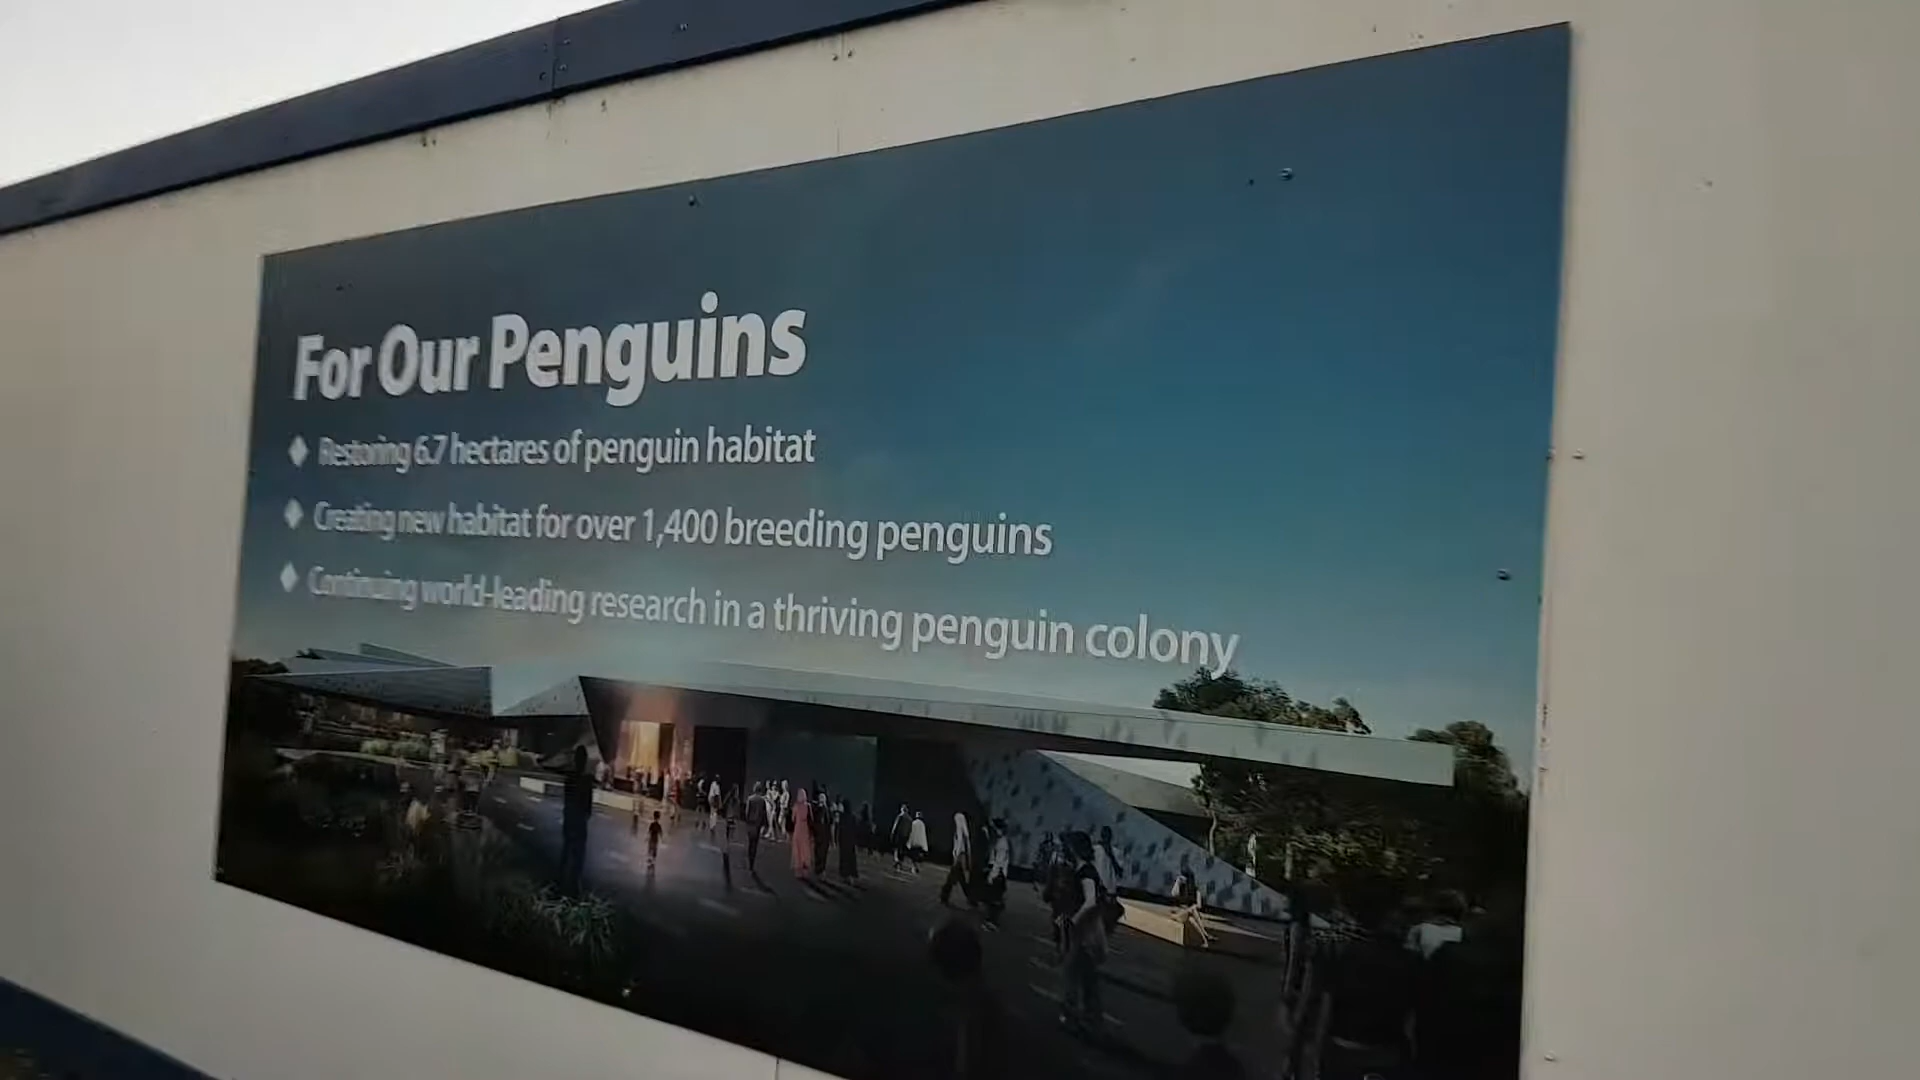 For Our Penguins
Restoring 6.7 hectares of penguin habitat
Creating new habitat for over 1,400 breeding penguins
Continuing world-leading research in a thriving penguin colony